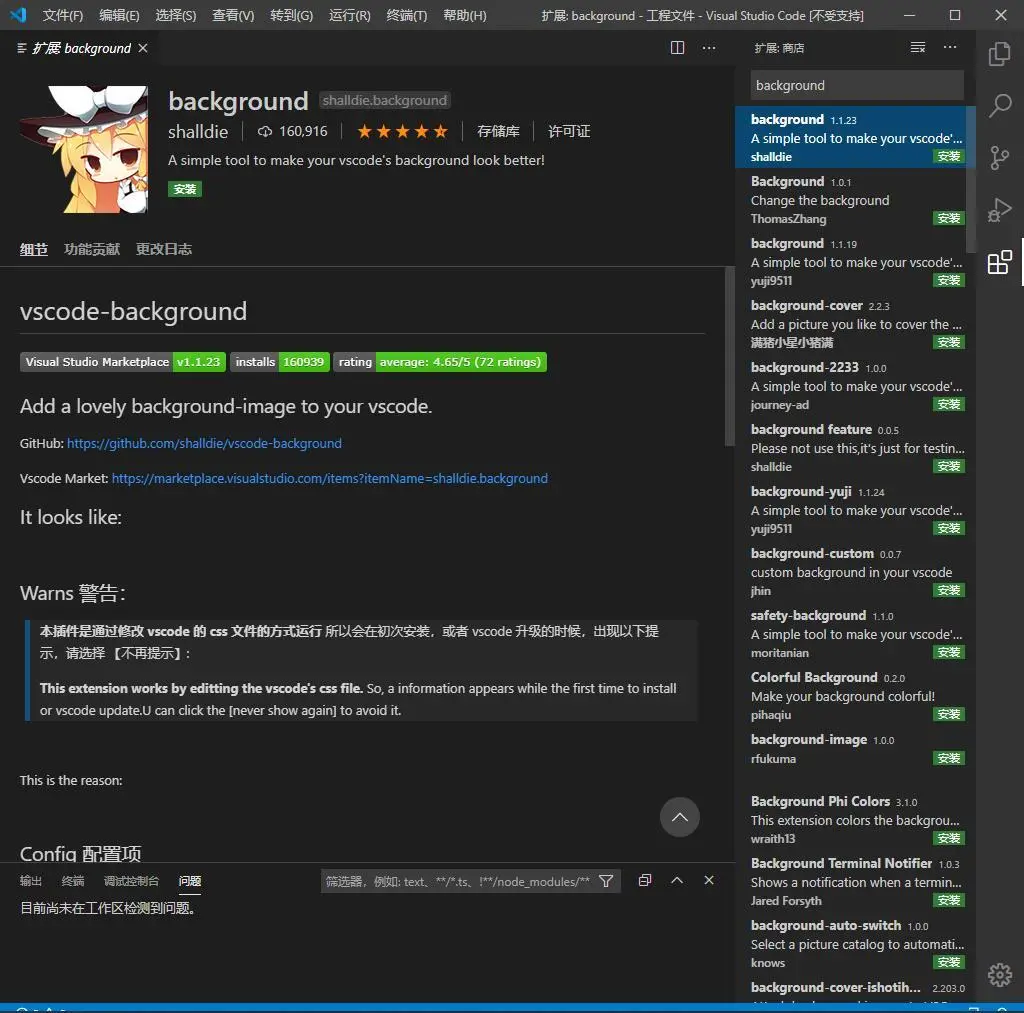 文件(F) 编辑(E) 选择(S) 查看(V) 转到(G) 运行(R) 终端(T) 帮助(H) 扩展: background - 工程文件 - Visual Studio Code [不受支持]
扩展 background
background shalldie.background
shalldie 160,916 存储库 许可证
A simple tool to make your vscode's background look better!
安装
细节 功能贡献 更改日志
vscode-background
Visual Studio Marketplace v1.1.23 installs 160939 rating average: 4.65/5 (72 ratings)
Add a lovely background-image to your vscode.
GitHub: https://github.com/shalldie/vscode-background
Vscode Market: https://marketplace.visualstudio.com/items?itemName=shalldie.background
It looks like:
Warns 警告:
本插件是通过修改 vscode 的 css 文件的方式运行 所以会在初次安装，或者 vscode 升级的时候，出现以下提
示，请选择 【不再提示】:
This extension works by editting the vscode's css file. So, a information appears while the first time to install
or vscode update.U can click the [never show again] to avoid it.
This is the reason:
Config 配置项
输出 终端 调试控制台 问题 筛选器，例如: text、**/*.ts、!**/node_modules/**
目前尚未在工作区检测到问题。
扩展: 商店
background
background 1.1.23
A simple tool to make your vscode'...
shalldie 安装
Background 1.0.1
Change the background
ThomasZhang 安装
background 1.1.19
A simple tool to make your vscode'...
yuji9511 安装
background-cover 2.2.3
Add a picture you like to cover the ...
满猪小星小猪满 安装
background-2233 1.0.0
A simple tool to make your vscode'...
journey-ad 安装
background feature 0.0.5
Please not use this,it's just for testin...
shalldie 安装
background-yuji 1.1.24
A simple tool to make your vscode'...
yuji9511 安装
background-custom 0.0.7
custom background in your vscode
jhin 安装
safety-background 1.1.0
A simple tool to make your vscode'...
moritanian 安装
Colorful Background 0.2.0
Make your background colorful!
pihaqiu 安装
background-image 1.0.0
rfukuma 安装
Background Phi Colors 3.1.0
This extension colors the backgrou...
wraith13 安装
Background Terminal Notifier 1.0.3
Shows a notification when a termin...
Jared Forsyth 安装
background-auto-switch 1.0.0
Select a picture catalog to automati...
knows 安装
background-cover-ishotih... 2.203.0